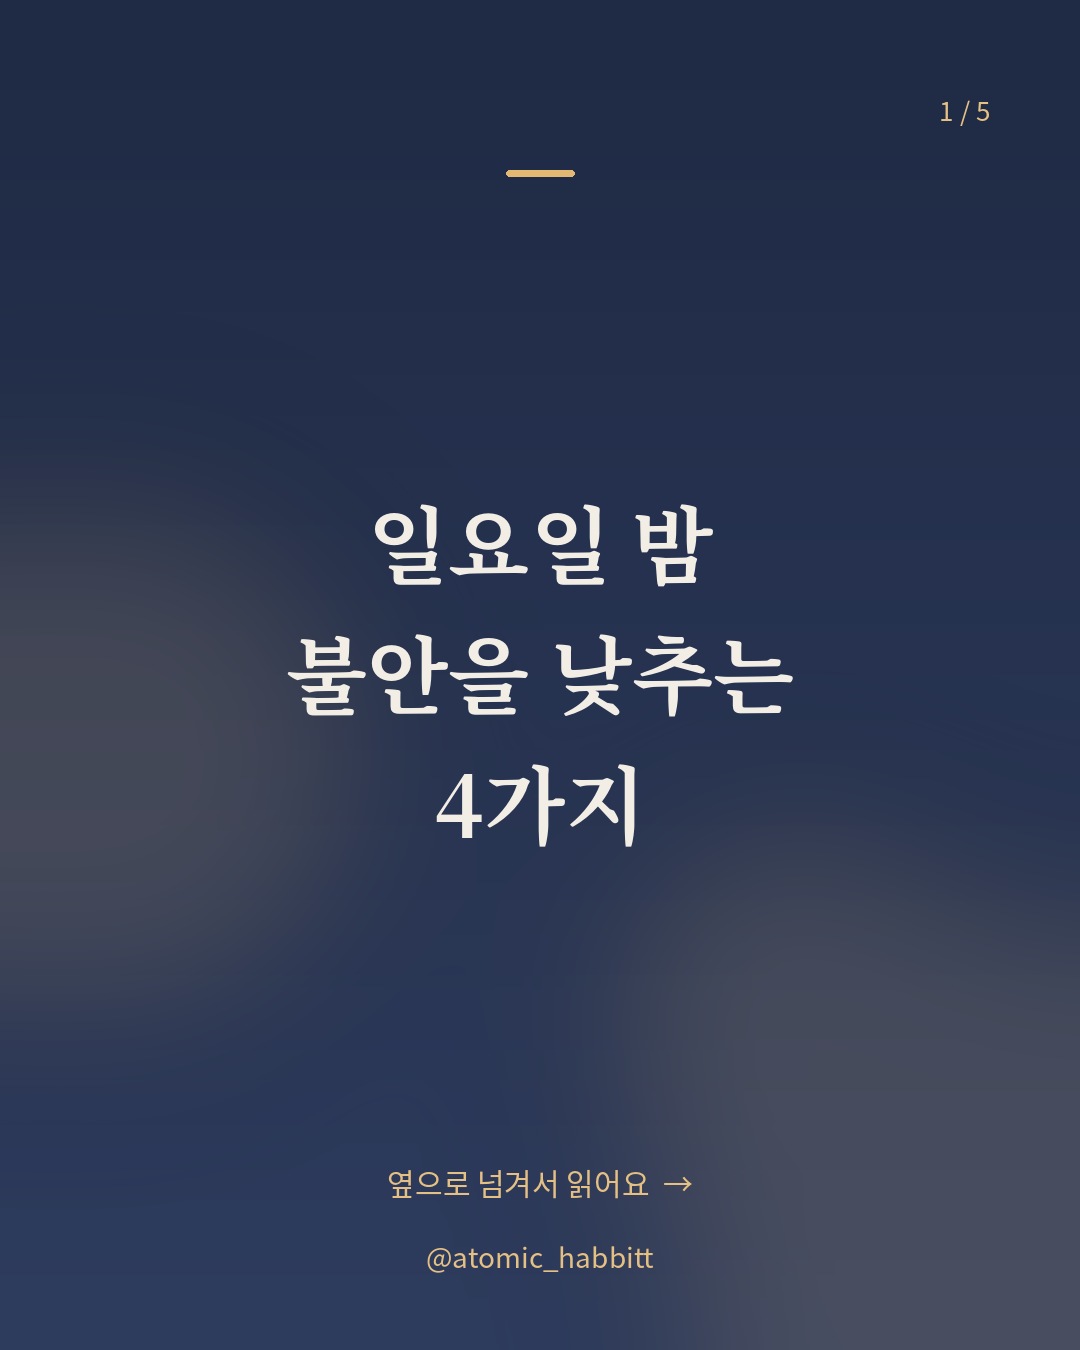 1 / 5
일요일 밤
불안을 낮추는
4가지
옆으로 넘겨서 읽어요 →
@atomic_habbitt